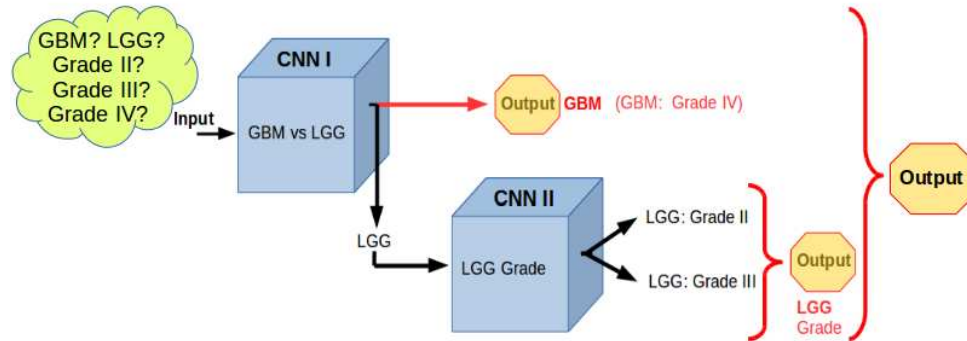 GBM? LGG?
Grade II?
Grade III?
Grade IV?
Input
CNN I
GBM vs LGG
Output
GBM (GBM: Grade IV)
LGG
CNN II
LGG Grade
LGG: Grade II
LGG: Grade III
Output
LGG
Grade
Output